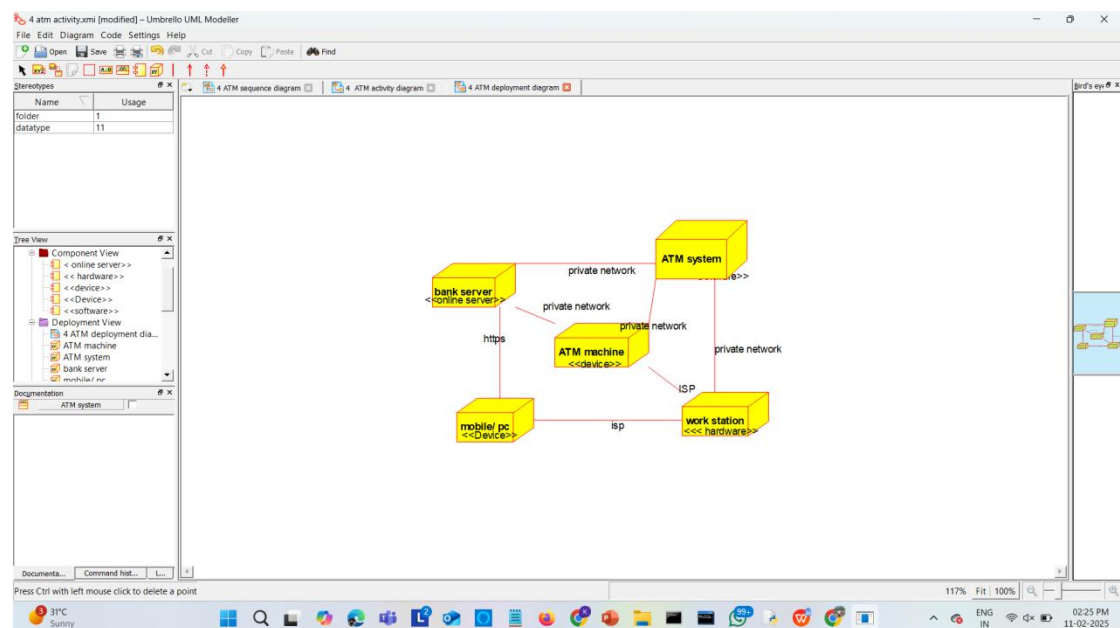 4 atm activity.xmi [modified] – Umbrello UML Modeller
File Edit Diagram Code Settings Help
Open Save Cut Copy Paste Find
Stereotypes
4 ATM sequence diagram
4 ATM activity diagram
4 ATM deployment diagram
Bird's eye
Name Usage
folder 1
datatype 11
Tree View
Component View
< online server>>
<< hardware>>
<<device>>
<<Device>>
<<software>>
Deployment View
4 ATM deployment dia...
ATM machine
ATM system
bank server
mobile/ pc
Documentation
ATM system
ATM system
private network
bank server
<<online server>>
private network
private network
https
ATM machine
<<device>>
private network
ISP
mobile/ pc
<<Device>>
isp
work station
<<< hardware>>
Documenta... Command hist... L...
Press Ctrl with left mouse click to delete a point
117% Fit 100%
3
31°C
Sunny
99+
ENG
IN
02:25 PM
11-02-2025